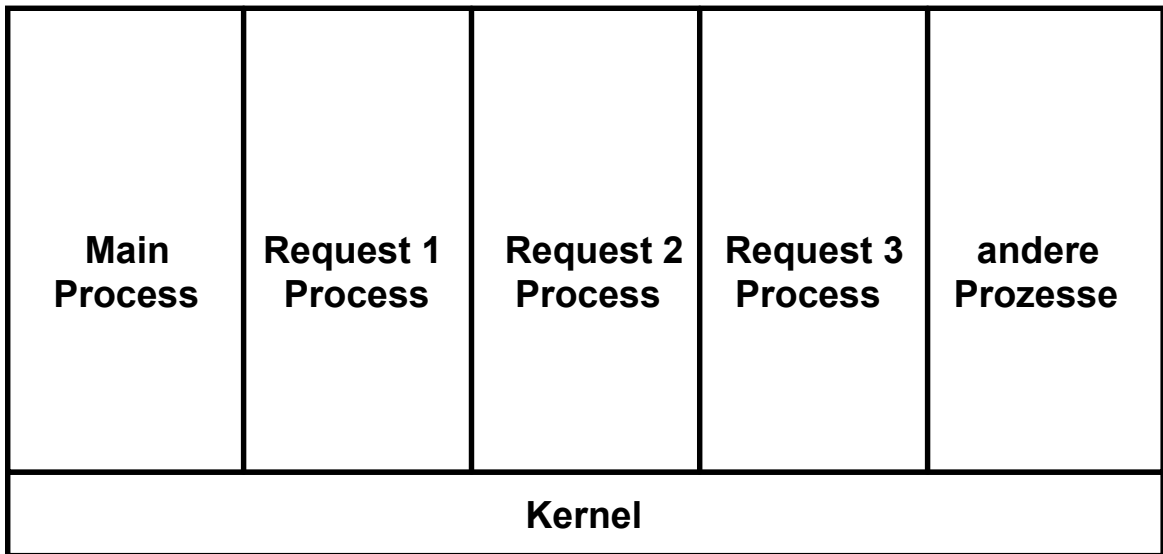 Main
Process
Request 1
Process
Request 2
Process
Request 3
Process
andere
Prozesse
Kernel